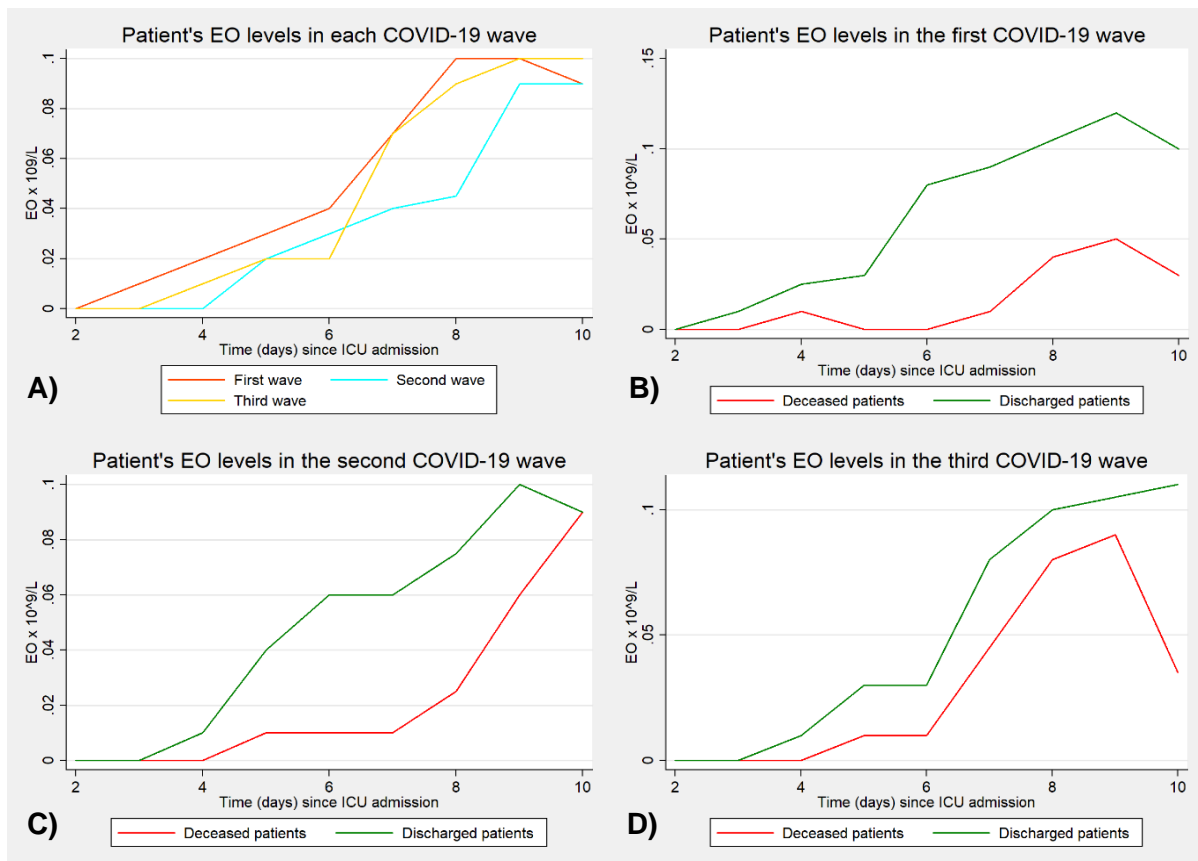 Patient's EO levels in each COVID-19 wave
EO x 109/L
0 .02 .04 .06 .08 .1
2 4 6 8 10
Time (days) since ICU admission
First wave Second wave
Third wave
A)
Patient's EO levels in the first COVID-19 wave
EO x 10^9/L
0 .05 .1 .15
2 4 6 8 10
Time (days) since ICU admission
Deceased patients Discharged patients
B)
Patient's EO levels in the second COVID-19 wave
EO x 10^9/L
0 .02 .04 .06 .08 .1
2 4 6 8 10
Time (days) since ICU admission
Deceased patients Discharged patients
C)
Patient's EO levels in the third COVID-19 wave
EO x 10^9/L
0 .05 .1
2 4 6 8 10
Time (days) since ICU admission
Deceased patients Discharged patients
D)